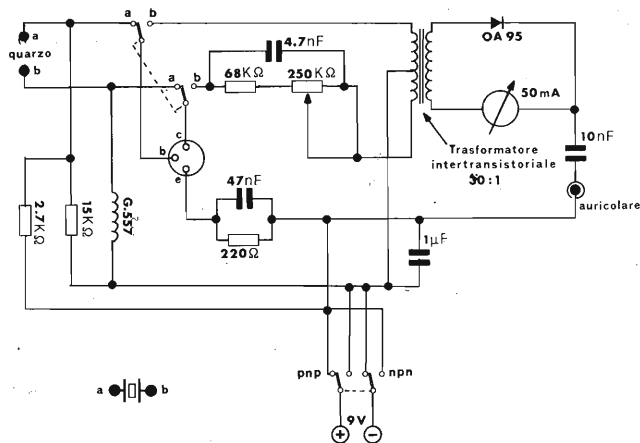 a
b
a
b
quarzo
a
b
4.7nF
68KΩ
250KΩ
OA 95
50mA
10nF
auricolare
Trasformatore
intertransistoriale
30:1
c
b
e
47nF
220Ω
1µF
2.7KΩ
15KΩ
G.557
pnp
npn
9V
+
−
a
b